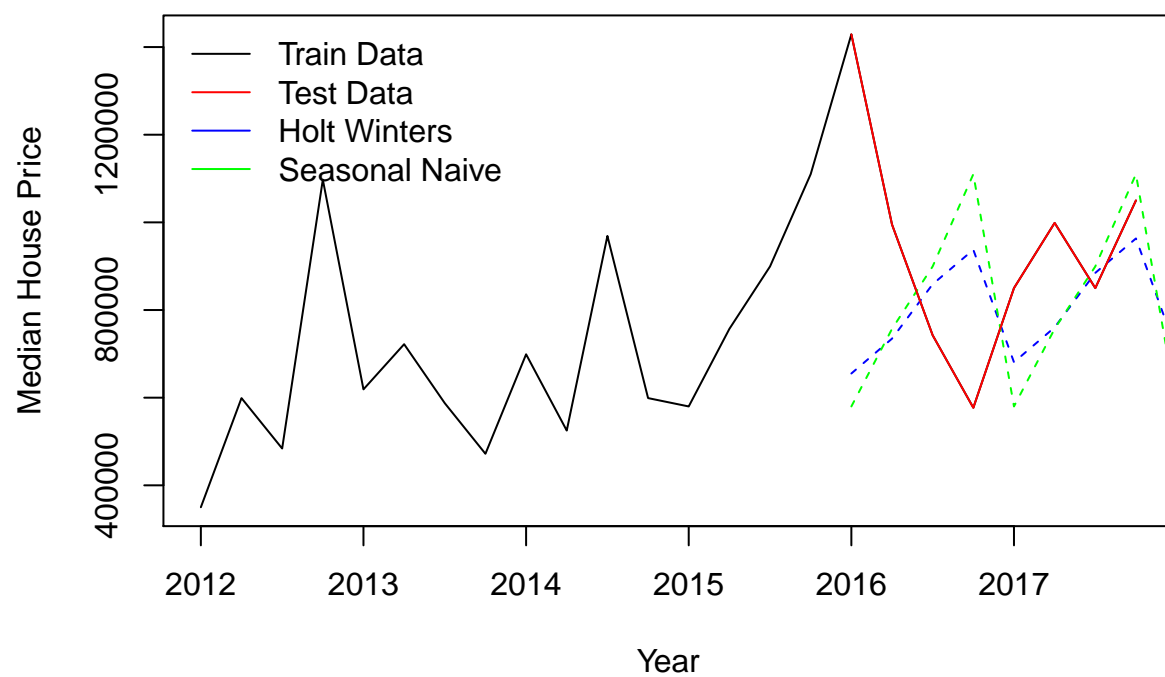 Train Data
Test Data
Holt Winters
Seasonal Naive
Median House Price
1200000
800000
400000
2012 2013 2014 2015 2016 2017
Year